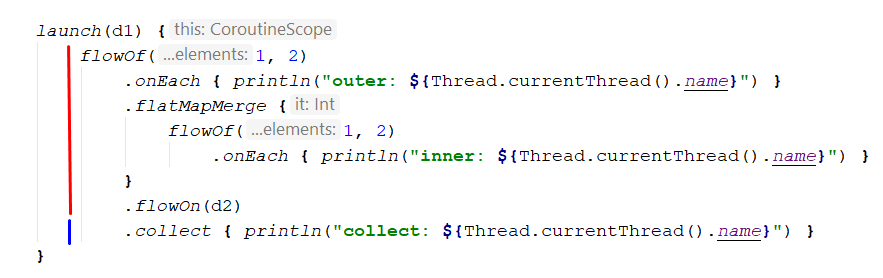 launch(d1) { this: CoroutineScope
flowOf( ...elements: 1, 2)
.onEach { println("outer: ${Thread.currentThread().name}") }
.flatMapMerge { it: Int
flowOf( ...elements: 1, 2)
.onEach { println("inner: ${Thread.currentThread().name}") }
}
.flowOn(d2)
.collect { println("collect: ${Thread.currentThread().name}") }
}